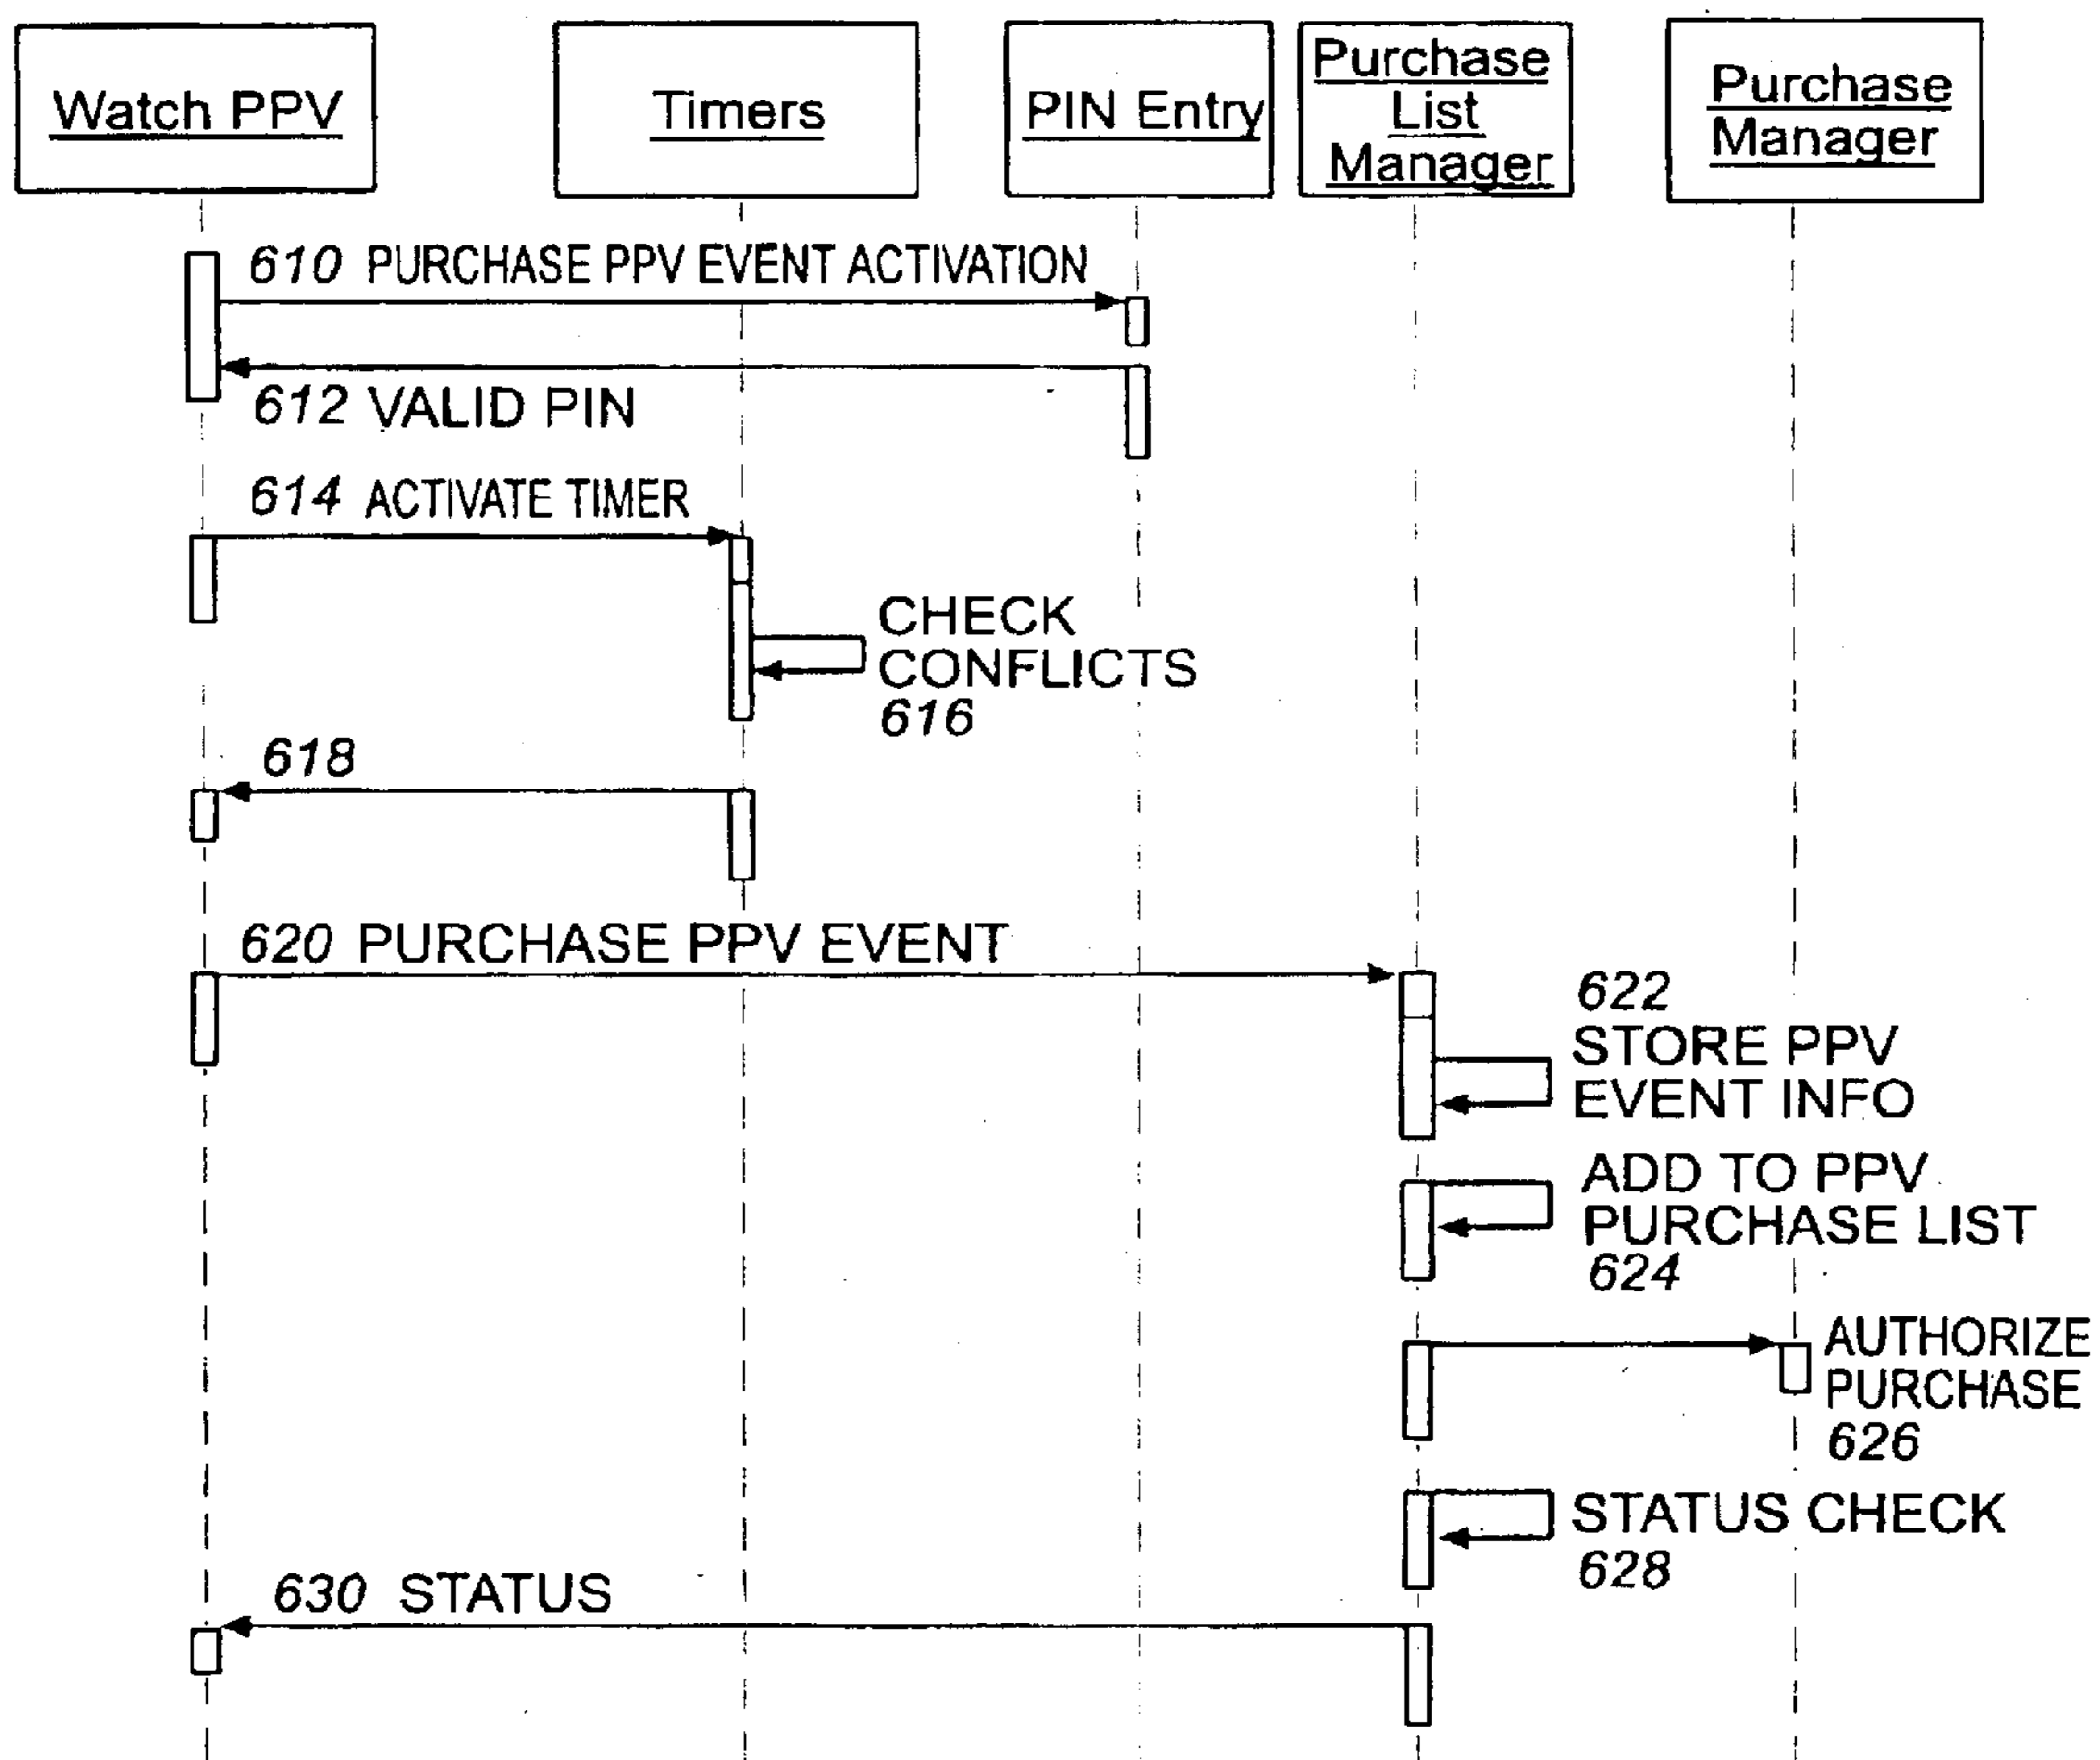 Watch PPV
Timers
PIN Entry
Purchase
List
Manager
Purchase
Manager
610 PURCHASE PPV EVENT ACTIVATION
612 VALID PIN
614 ACTIVATE TIMER
CHECK
CONFLICTS
616
618
620 PURCHASE PPV EVENT
622
STORE PPV
EVENT INFO
ADD TO PPV
PURCHASE LIST
624
AUTHORIZE
PURCHASE
626
STATUS CHECK
628
630 STATUS